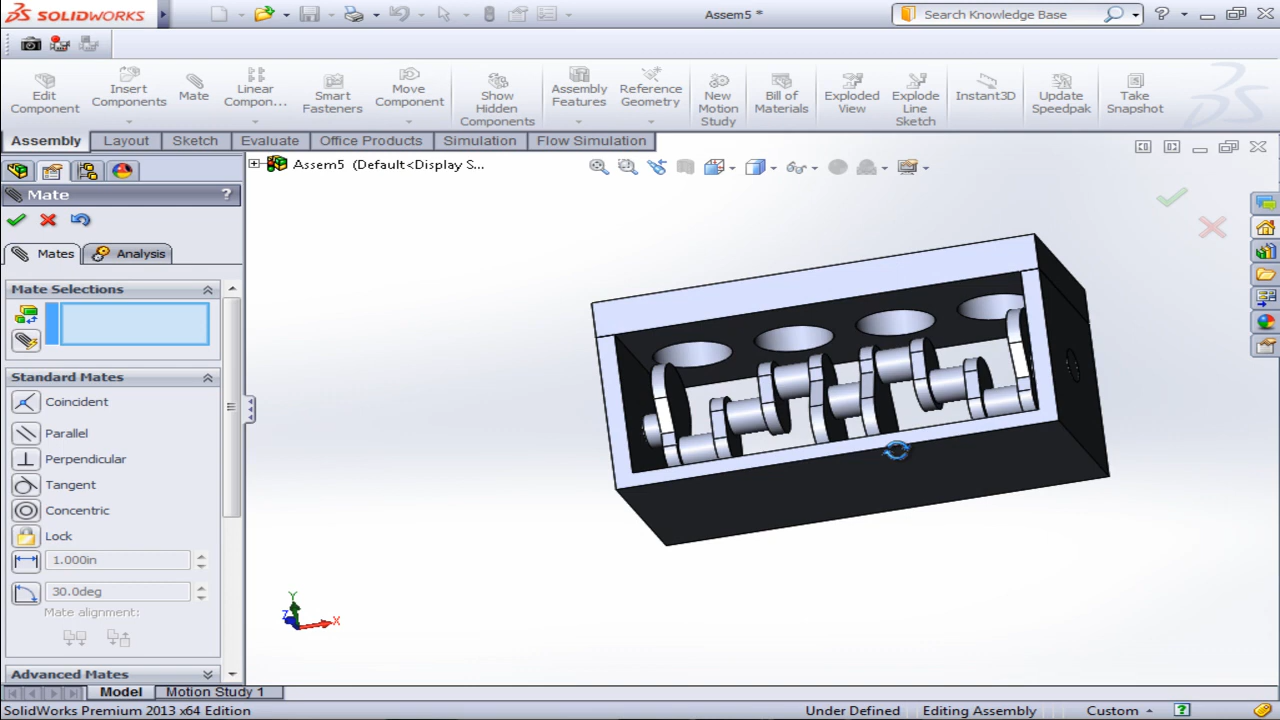 SOLIDWORKS
Assem5 *
Search Knowledge Base
Edit Component
Insert Components
Mate
Linear Compon...
Smart Fasteners
Move Component
Show Hidden Components
Assembly Features
Reference Geometry
New Motion Study
Bill of Materials
Exploded View
Explode Line Sketch
Instant3D
Update Speedpak
Take Snapshot
Assembly Layout Sketch Evaluate Office Products Simulation Flow Simulation
Assem5 (Default<Display S...
Mate ?
Mates Analysis
Mate Selections
Standard Mates
Coincident
Parallel
Perpendicular
Tangent
Concentric
Lock
1.000in
30.0deg
Mate alignment:
Advanced Mates
Y
Z X
Model Motion Study 1
SolidWorks Premium 2013 x64 Edition Under Defined Editing Assembly Custom ?